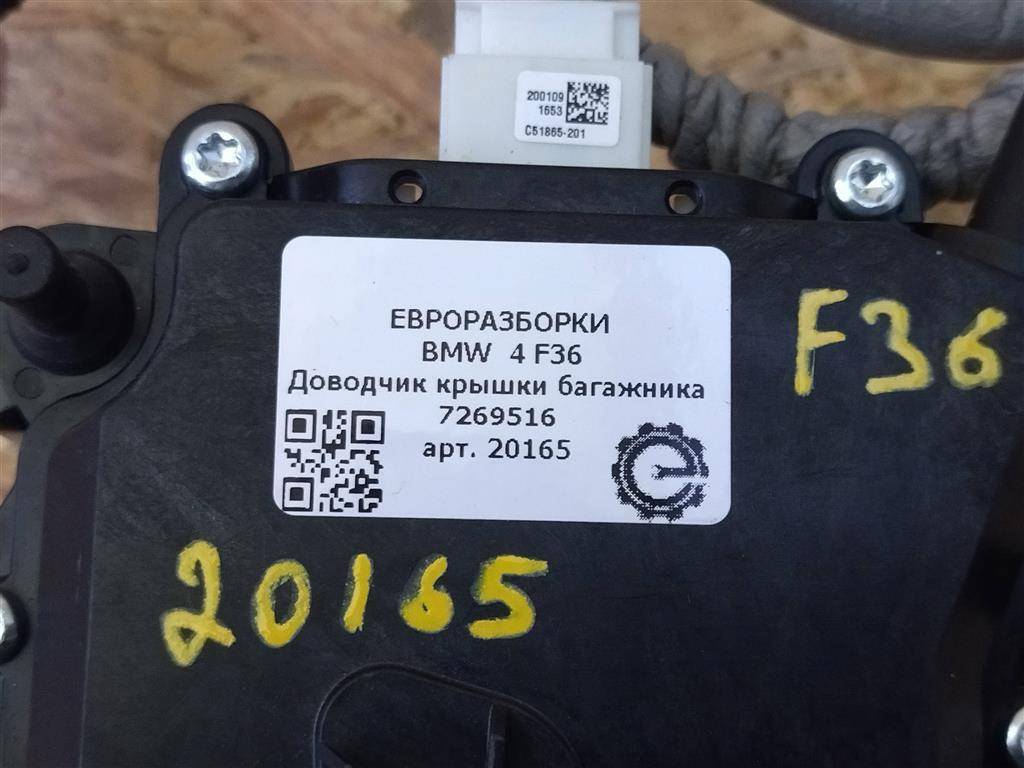 200109
1653
C51865-201
ЕВРОРАЗБОРКИ
BMW 4 F36
Доводчик крышки багажника
7269516
арт. 20165
F36
20165